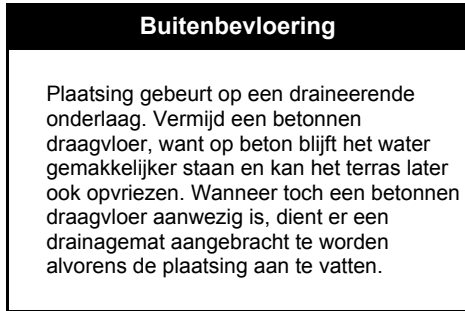 Buitenbevloering
Plaatsing gebeurt op een draineerende
onderlaag. Vermijd een betonnen
draagvloer, want op beton blijft het water
gemakkelijker staan en kan het terras later
ook opvriezen. Wanneer toch een betonnen
draagvloer aanwezig is, dient er een
drainagemat aangebracht te worden
alvorens de plaatsing aan te vatten.